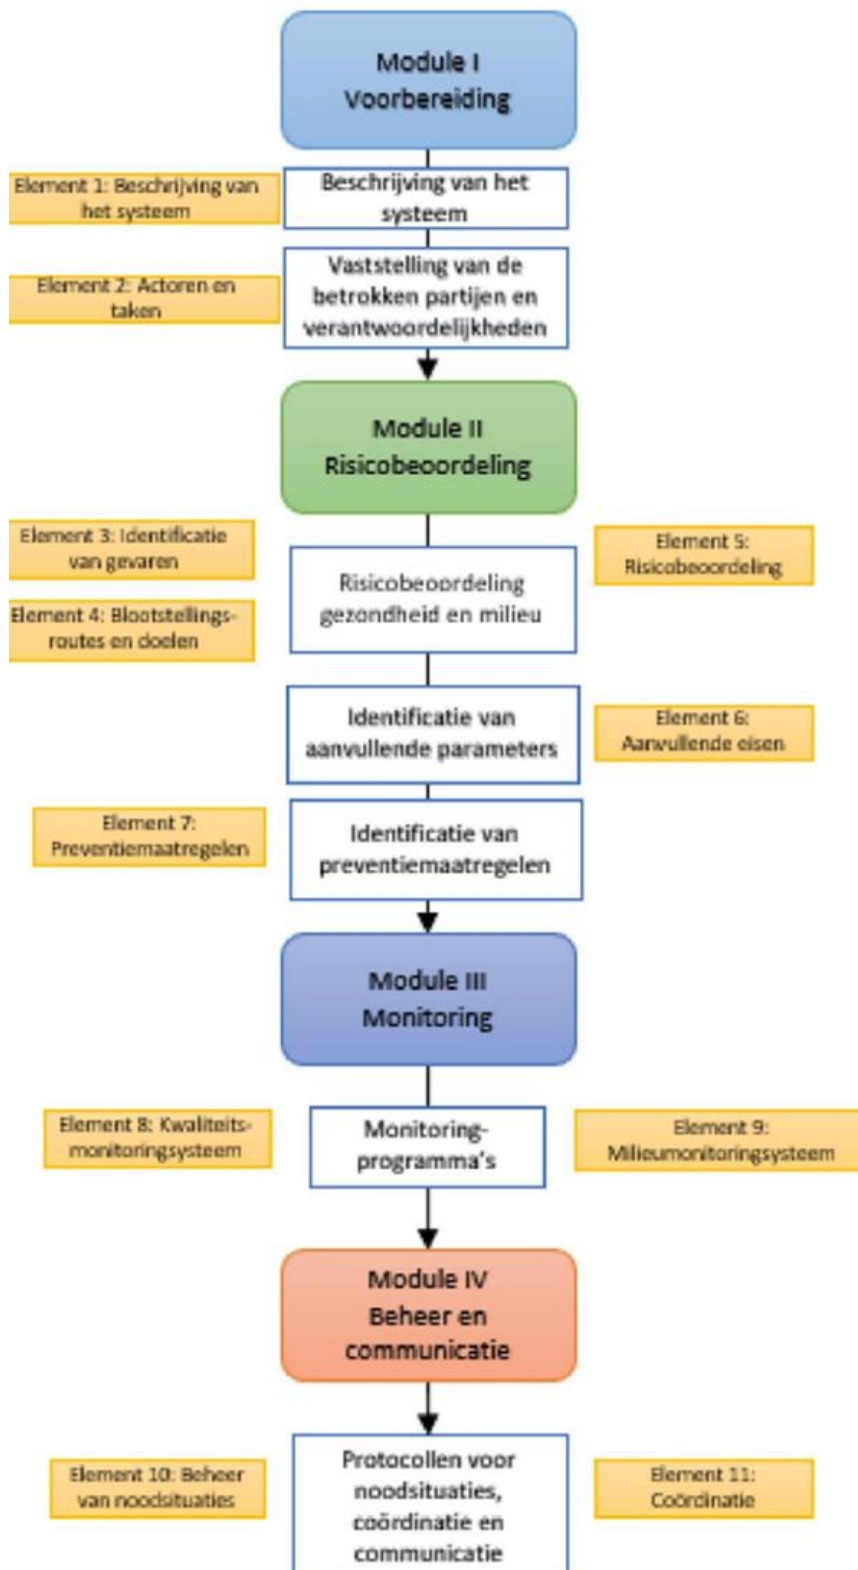 Module I
Voorbereiding
Element 1: Beschrijving van
het systeem
Beschrijving van het
systeem
Element 2: Actoren en
taken
Vaststelling van de
betrokken partijen en
verantwoordelijkheden
Module II
Risicobeoordeling
Element 3: Identificatie
van gevaren
Element 4: Blootstellings-
routes en doelen
Risicobeoordeling
gezondheid en milieu
Element 5:
Risicobeoordeling
Identificatie van
aanvullende parameters
Element 6:
Aanvullende eisen
Element 7:
Preventiemaatregelen
Identificatie van
preventiemaatregelen
Module III
Monitoring
Element 8: Kwaliteits-
monitoringsysteem
Monitoring-
programma's
Element 9:
Milieumonitoringsysteem
Module IV
Beheer en
communicatie
Element 10: Beheer
van noodsituaties
Protocollen voor
noodsituaties,
coördinatie en
communicatie
Element 11:
Coördinatie